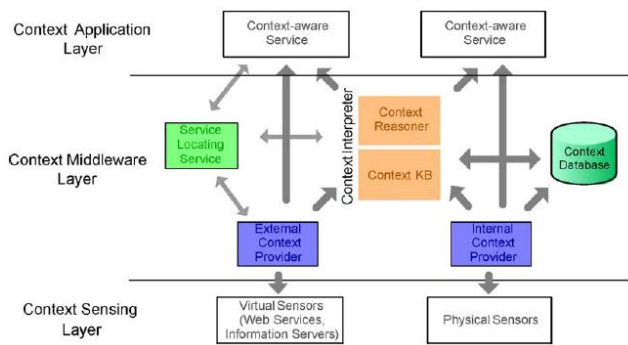 Context Application
Layer
Context-aware
Service
Context-aware
Service
Context Middleware
Layer
Service
Locating
Service
Context Interpreter
Context
Reasoner
Context KB
Context
Database
External
Context
Provider
Internal
Context
Provider
Context Sensing
Layer
Virtual Sensors
(Web Services,
Information Servers)
Physical Sensors